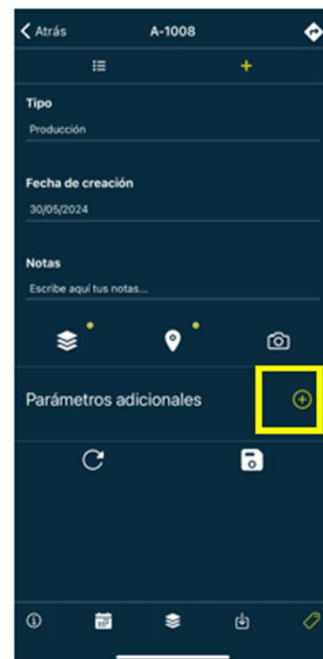 Atrás
A-1008
Tipo
Producción
Fecha de creación
30/05/2024
Notas
Escribe aquí tus notas...
Parámetros adicionales